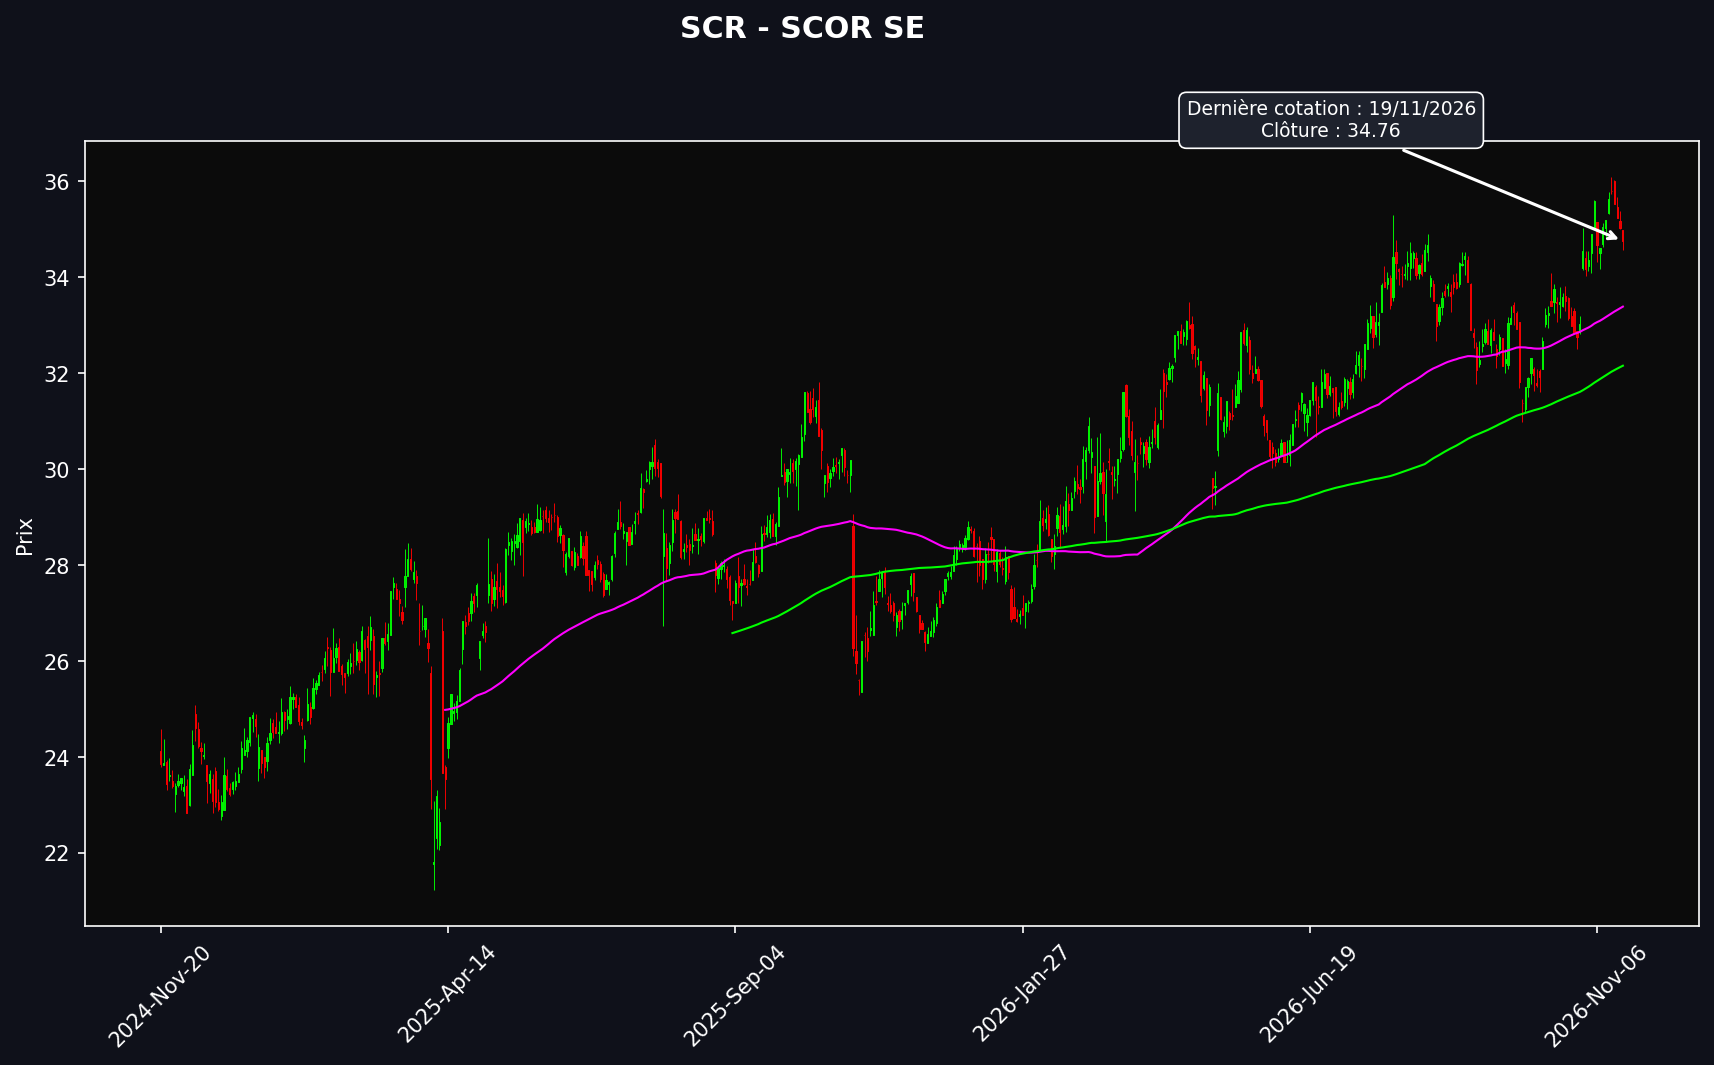 SCR - SCOR SE
Dernière cotation : 19/11/2026
Clôture : 34.76
Prix
36
34
32
30
28
26
24
22
2024-Nov-20
2025-Apr-14
2025-Sep-04
2026-Jan-27
2026-Jun-19
2026-Nov-06